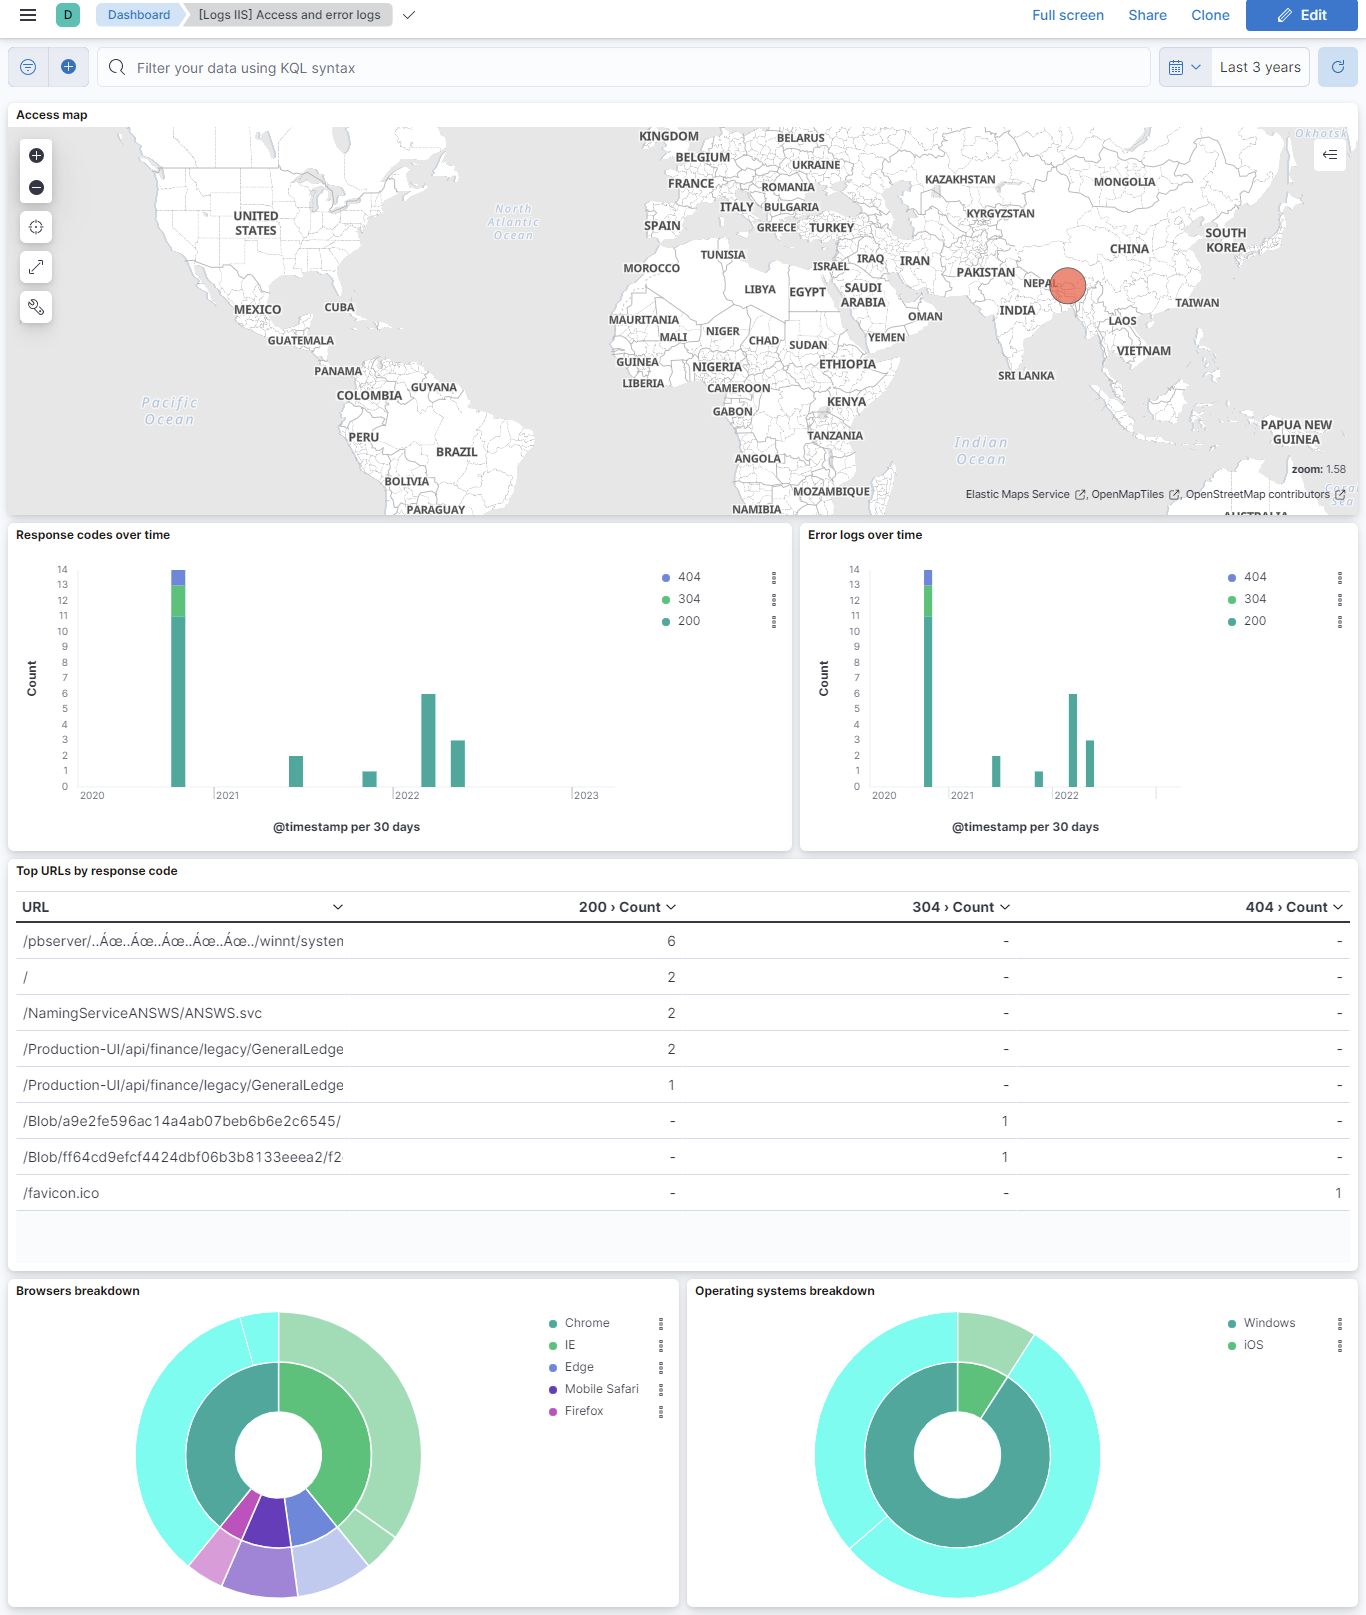 D Dashboard [Logs IIS] Access and error logs Full screen Share Clone Edit
Filter your data using KQL syntax Last 3 years
Access map
Okhotsk
KINGDOM BELARUS
BELGIUM UKRAINE
FRANCE ROMANIA KAZAKHSTAN MONGOLIA
ITALY BULGARIA
North Atlantic Ocean
UNITED STATES
SPAIN GREECE TURKEY KYRGYZSTAN
SOUTH KOREA
TUNISIA CHINA
MOROCCO ISRAEL IRAQ IRAN PAKISTAN
LIBYA EGYPT SAUDI ARABIA NEPAL
MEXICO CUBA OMAN INDIA TAIWAN
MAURITANIA MALI NIGER CHAD SUDAN YEMEN LAOS
GUATEMALA
PANAMA GUINEA NIGERIA ETHIOPIA VIETNAM
COLOMBIA GUYANA LIBERIA CAMEROON SRI LANKA
Pacific Ocean
GABON KENYA
PERU BRAZIL TANZANIA PAPUA NEW GUINEA
Indian Ocean
ANGOLA
BOLIVIA MOZAMBIQUE
zoom: 1.58
PARAGUAY NAMIBIA
Elastic Maps Service , OpenMapTiles , OpenStreetMap contributors
Coral Sea
AUSTRALIA
Response codes over time
14
13
12
11
10
9
8
7
6
5
4
3
2
1
0
Count
2020 2021 2022 2023
@timestamp per 30 days
404
304
200
Error logs over time
14
13
12
11
10
9
8
7
6
5
4
3
2
1
0
Count
2020 2021 2022
@timestamp per 30 days
404
304
200
Top URLs by response code
URL 200 › Count 304 › Count 404 › Count
/pbserver/..Áœ..Áœ..Áœ..Áœ..Áœ../winnt/system 6 - -
/ 2 - -
/NamingServiceANSWS/ANSWS.svc 2 - -
/Production-UI/api/finance/legacy/GeneralLedge 2 - -
/Production-UI/api/finance/legacy/GeneralLedge 1 - -
/Blob/a9e2fe596ac14a4ab07beb6b6e2c6545/ - 1 -
/Blob/ff64cd9efcf4424dbf06b3b8133eeea2/f2 - 1 -
/favicon.ico - - 1
Browsers breakdown
Chrome
IE
Edge
Mobile Safari
Firefox
Operating systems breakdown
Windows
iOS